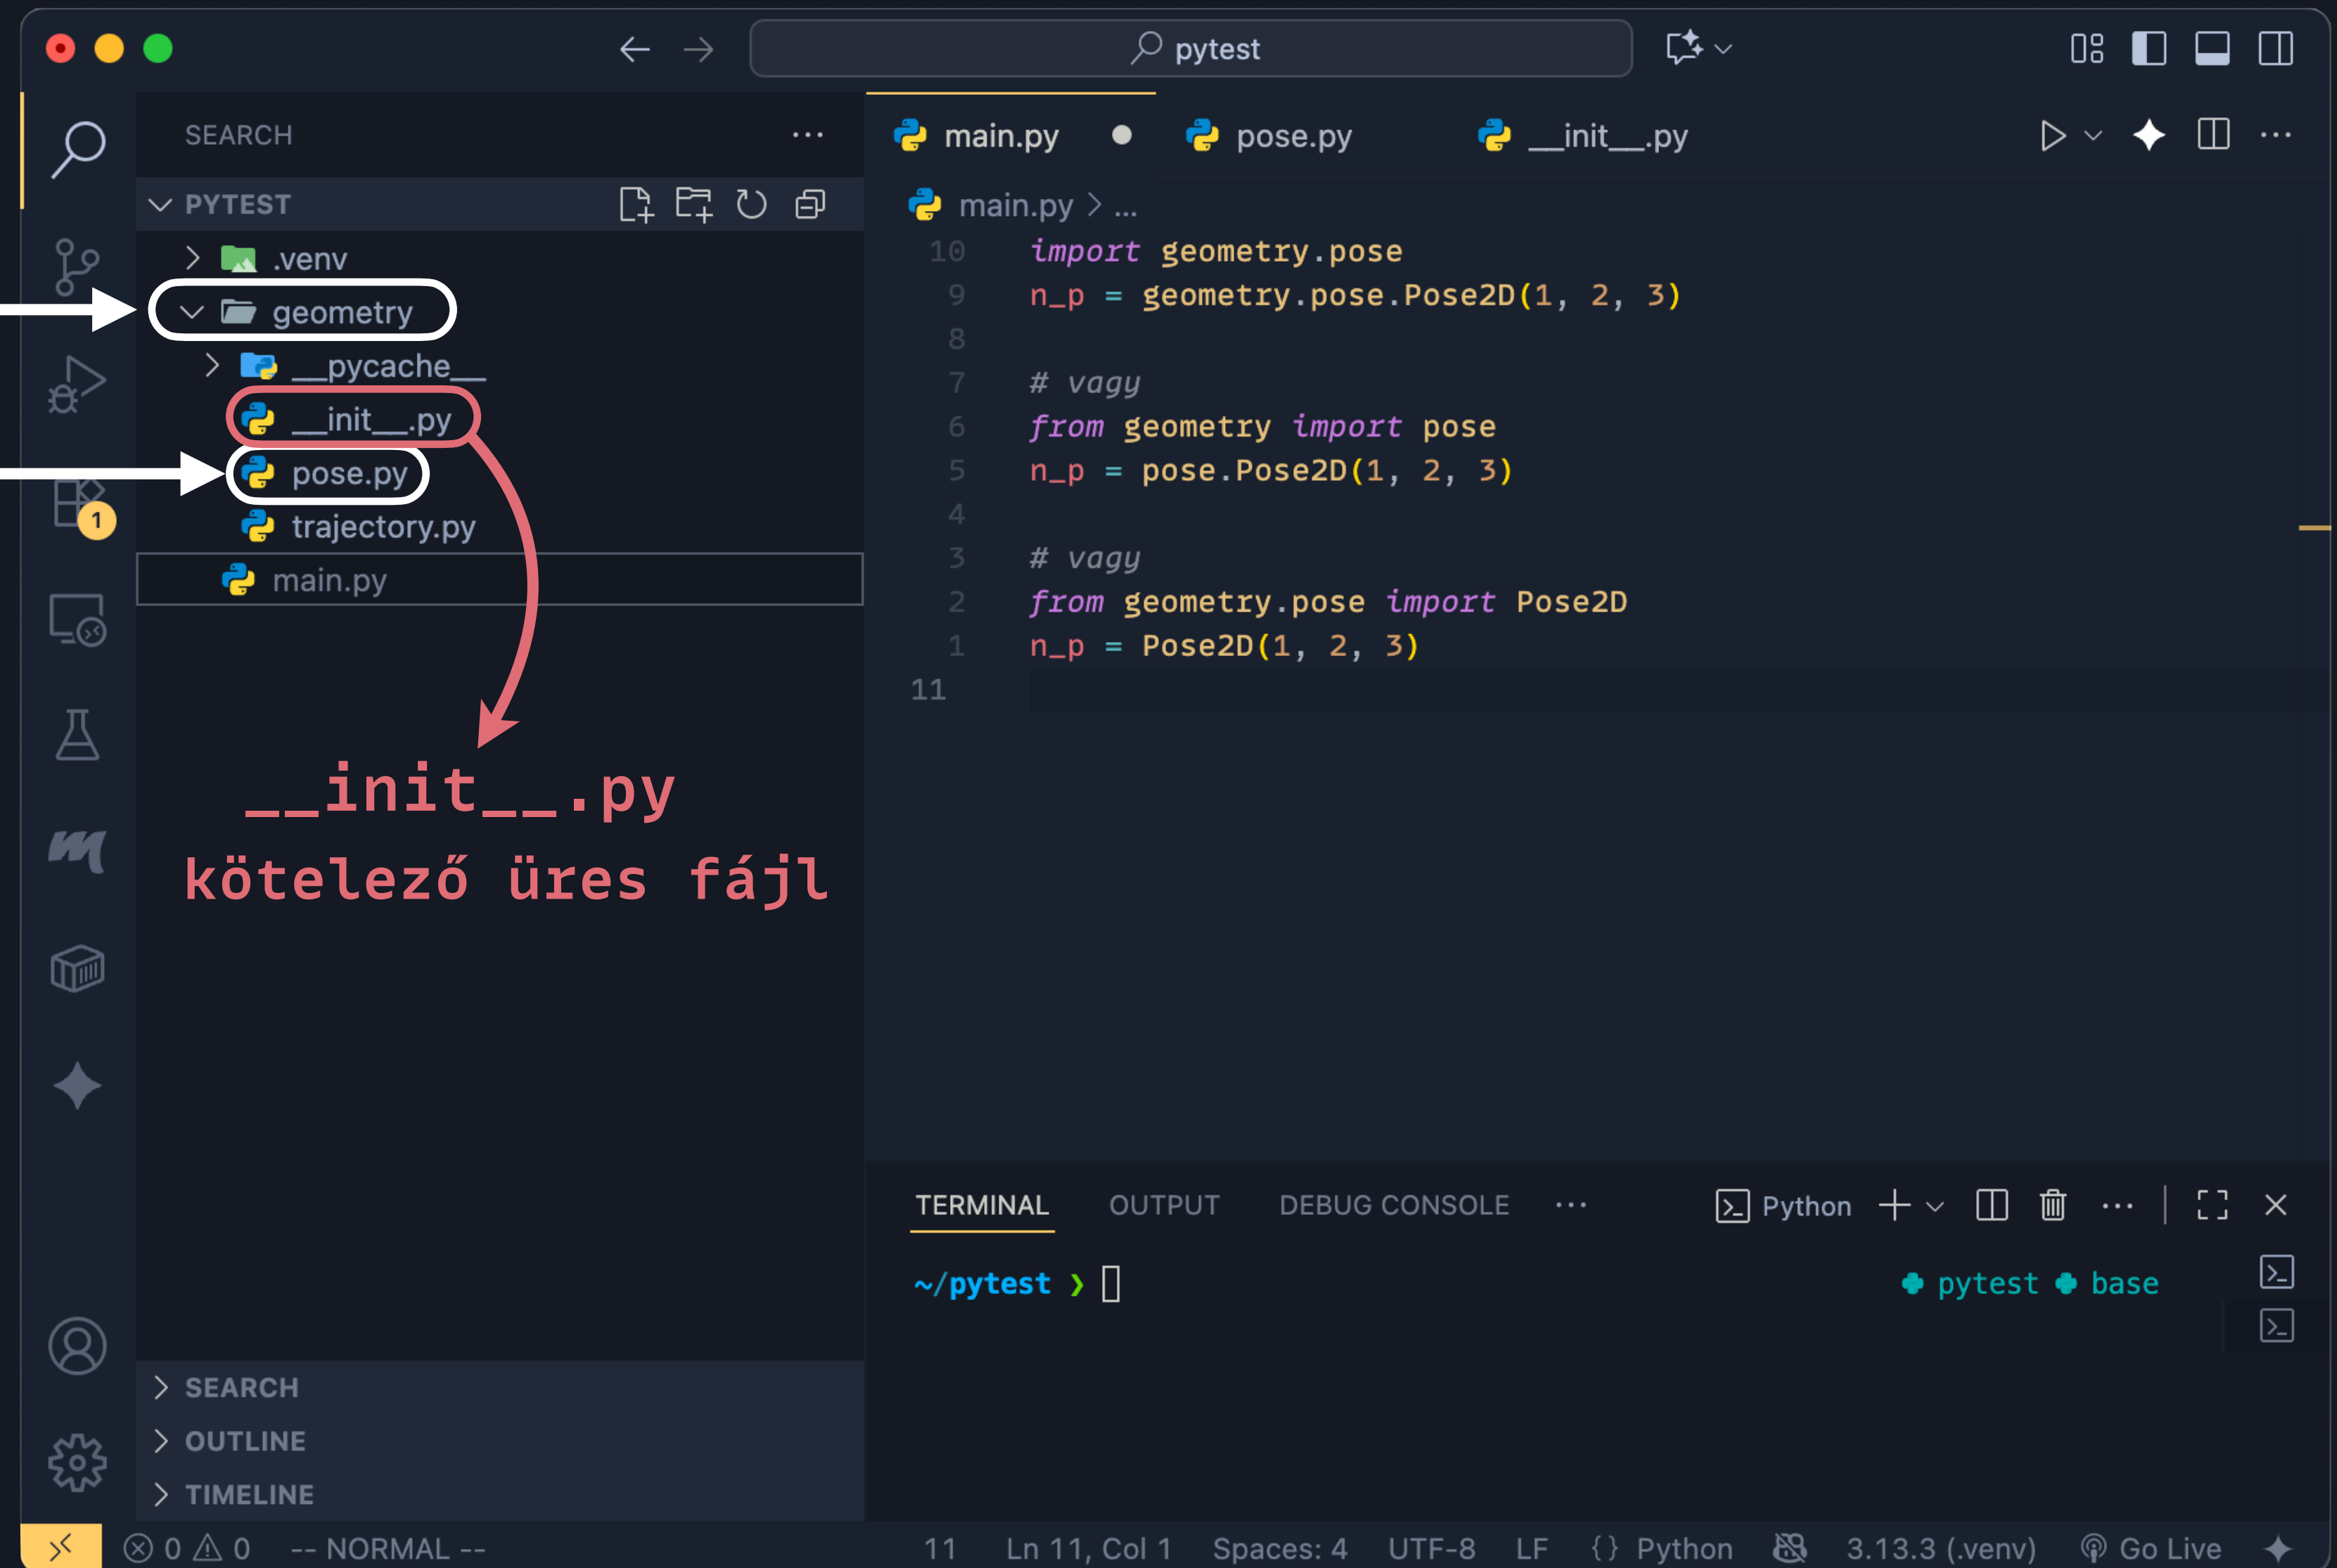 pytest
SEARCH
PYTEST
.venv
geometry
__pycache__
__init__.py
pose.py
trajectory.py
main.py
1
__init__.py
kötelező üres fájl
SEARCH
OUTLINE
TIMELINE
main.py
pose.py
__init__.py
main.py > ...
10 import geometry.pose
9 n_p = geometry.pose.Pose2D(1, 2, 3)
8
7 # vagy
6 from geometry import pose
5 n_p = pose.Pose2D(1, 2, 3)
4
3 # vagy
2 from geometry.pose import Pose2D
1 n_p = Pose2D(1, 2, 3)
11
TERMINAL OUTPUT DEBUG CONSOLE ... Python
~/pytest ❯ pytest base
0 0 -- NORMAL -- 11 Ln 11, Col 1 Spaces: 4 UTF-8 LF {} Python 3.13.3 (.venv) Go Live